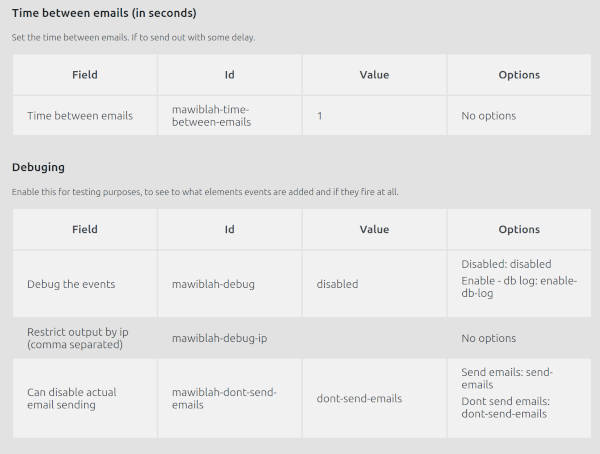 Time between emails (in seconds)
Set the time between emails. If to send out with some delay.
Field Id Value Options
Time between emails mawiblah-time-
between-emails 1 No options
Debuging
Enable this for testing purposes, to see to what elements events are added and if they fire at all.
Field Id Value Options
Debug the events mawiblah-debug disabled Disabled: disabled
Enable - db log: enable-
db-log
Restrict output by ip
(comma separated) mawiblah-debug-ip No options
Can disable actual
email sending mawiblah-dont-send-
emails dont-send-emails Send emails: send-
emails
Dont send emails:
dont-send-emails